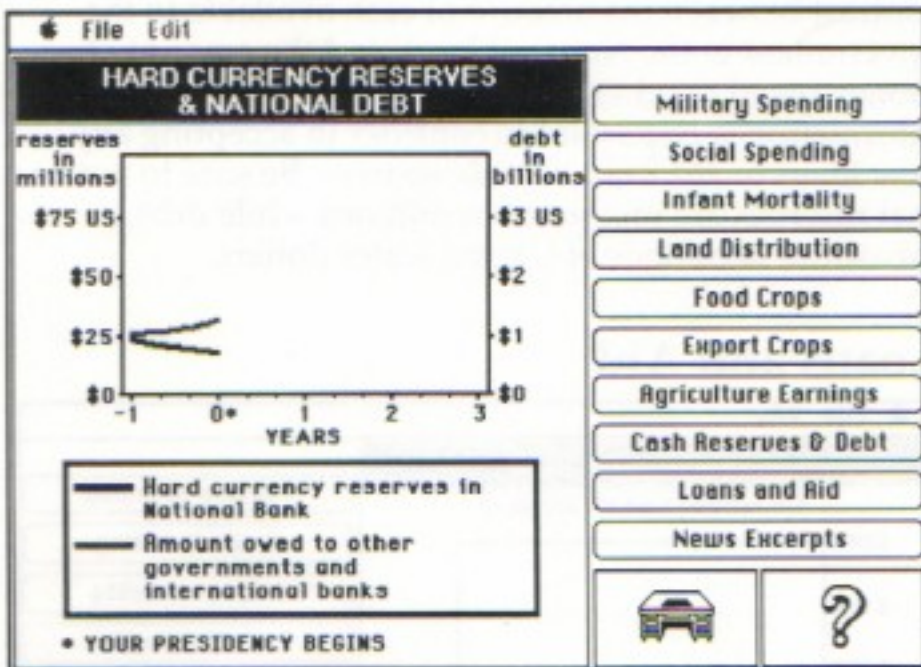 File Edit
HARD CURRENCY RESERVES
& NATIONAL DEBT
reserves
in
millions
debt
in
billions
$75 US
$50
$25
$0
$3 US
$2
$1
$0
-1 0* 1 2 3
YEARS
Hard currency reserves in
National Bank
Amount owed to other
governments and
international banks
* YOUR PRESIDENCY BEGINS
Military Spending
Social Spending
Infant Mortality
Land Distribution
Food Crops
Export Crops
Agriculture Earnings
Cash Reserves & Debt
Loans and Aid
News Excerpts
?